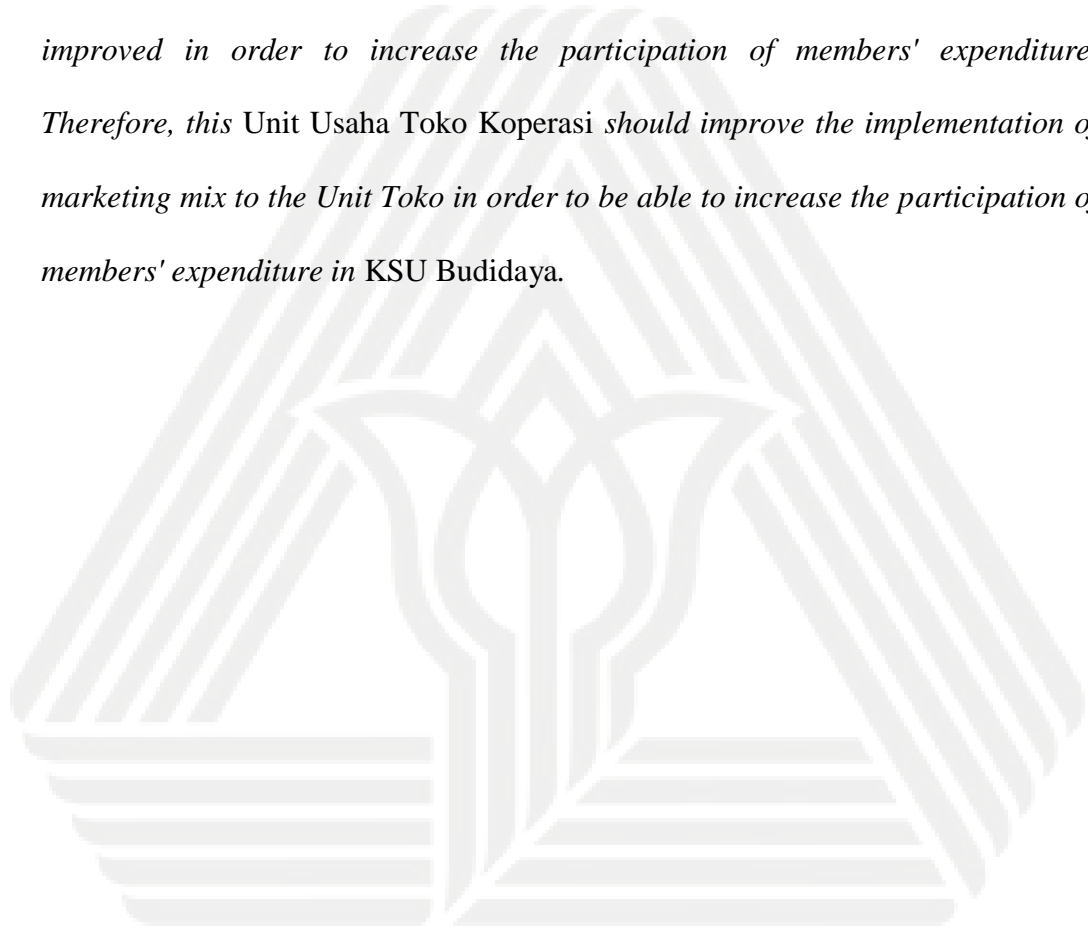 improved in order to increase the participation of members' expenditure
Therefore, this Unit Usaha Toko Koperasi should improve the implementation
marketing mix to the Unit Toko in order to be able to increase the participation
members' expenditure in KSU Budidaya.